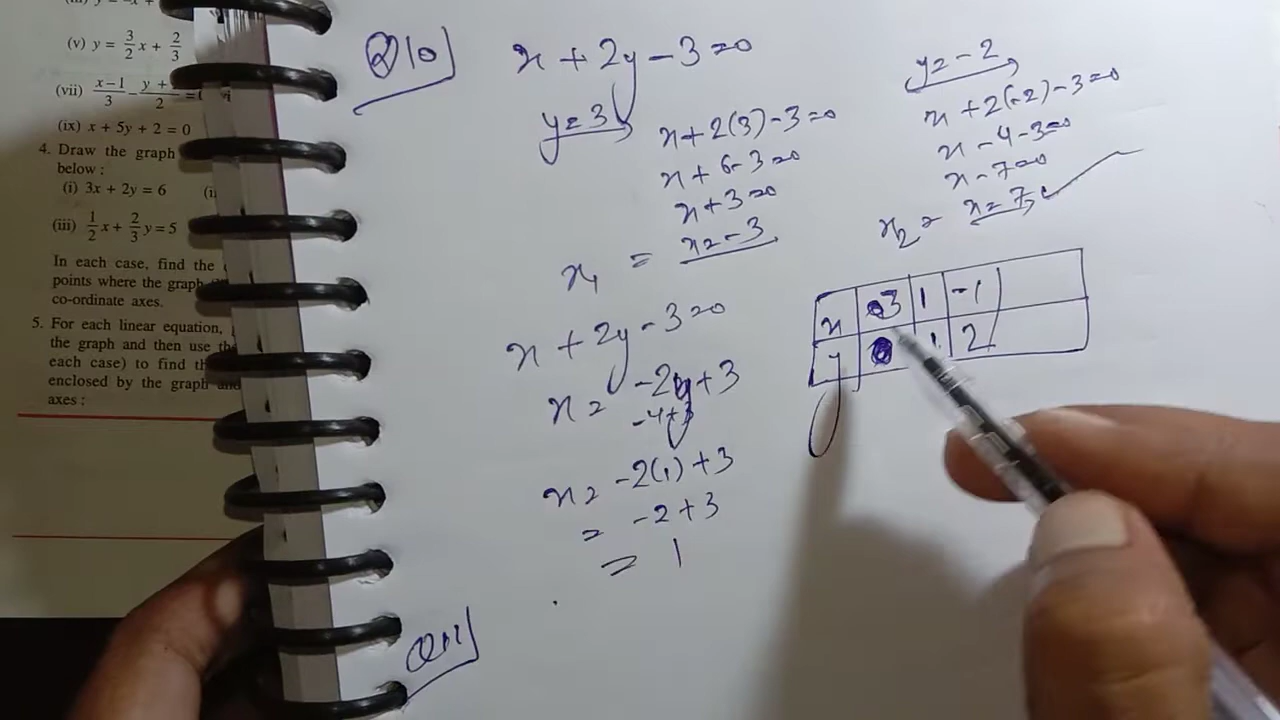 (v) y = 3/2 x + 2/3
(vii) x-1/3 - y+/2 =
(ix) x + 5y + 2 = 0
4. Draw the graph
below :
(i) 3x + 2y = 6
(iii) 1/2 x + 2/3 y = 5
In each case, find the
points where the graph
co-ordinate axes.
5. For each linear equation,
the graph and then use the
each case) to find th
enclosed by the graph and
axes :
Q10
x + 2y - 3 = 0
y = 3
x + 2(3) - 3 = 0
x + 6 - 3 = 0
x + 3 = 0
x = -3
x1 =
y = -2
x + 2(-2) - 3 = 0
x - 4 - 3 = 0
x - 7 = 0
x2 = x = 7
x + 2y - 3 = 0
x = -2y + 3
-4+3
x = -2(1) + 3
= -2 + 3
= 1
x 3 1 -1
y 0 1 2
Q11